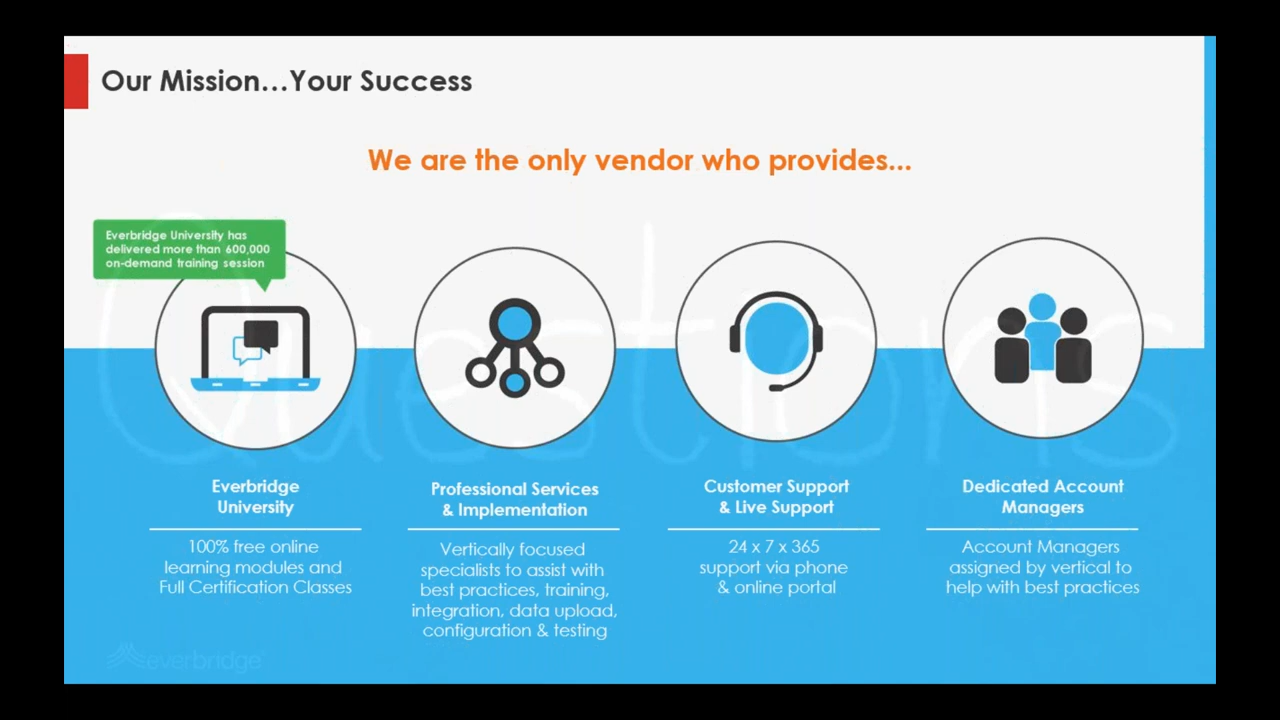 Our Mission...Your Success
We are the only vendor who provides...
Everbridge University has
delivered more than 600,000
on-demand training session
Everbridge
University
100% free online
learning modules and
Full Certification Classes
Professional Services
& Implementation
Vertically focused
specialists to assist with
best practices, training,
integration, data upload,
configuration & testing
Customer Support
& Live Support
24 x 7 x 365
support via phone
& online portal
Dedicated Account
Managers
Account Managers
assigned by vertical to
help with best practices
Questions
everbridge